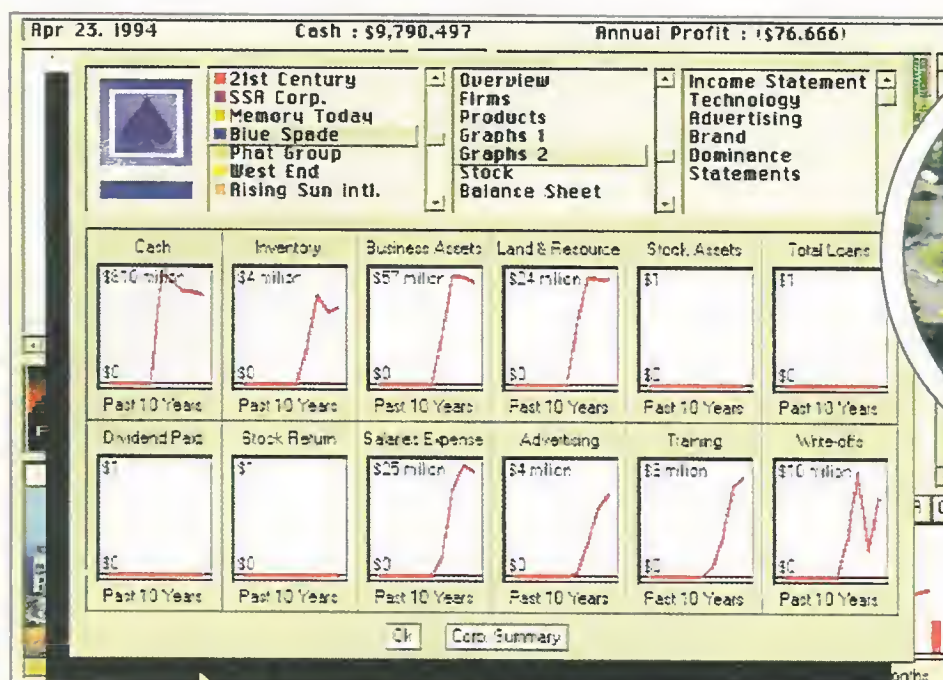 Apr 23. 1994 Cash : $9,790,497 Annual Profit : ($76.666)
21st Century
SSA Corp.
Memory Today
Blue Spade
Phat Group
West End
Rising Sun intl.
Overview
Firms
Products
Graphs 1
Graphs 2
Stock
Balance Sheet
Income Statement
Technology
Advertising
Brand
Dominance
Statements
Cash Inventory Business Assets Land & Resource Stock Assets Total Loans
million $4 million $57 million $24 million $1 $1
$0 $0 $0 $0 $0 $0
Past 10 Years Past 10 Years Past 10 Years Past 10 Years Past 10 Years Past 10 Years
Dividend Paid Stock Return Salaries Expense Advertising Training Write-offs
$1 $1 $25 million $4 million million $10 million
$0 $0 $0 $0 $0 $0
Past 10 Years Past 10 Years Past 10 Years Past 10 Years Past 10 Years Past 10 Years
Ok Corp. Summary